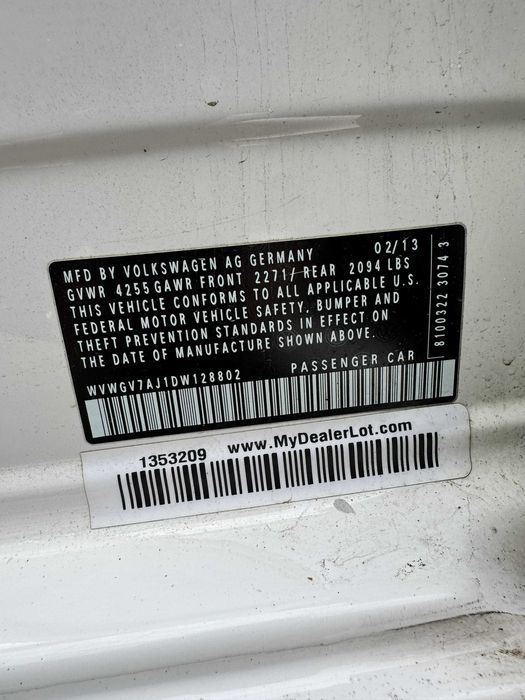 MFD BY VOLKSWAGEN AG GERMANY 02/13
GVWR 4255 GAWR FRONT 2271/ REAR 2094 LBS
THIS VEHICLE CONFORMS TO ALL APPLICABLE U.S.
FEDERAL MOTOR VEHICLE SAFETY, BUMPER AND
THEFT PREVENTION STANDARDS IN EFFECT ON
THE DATE OF MANUFACTURE SHOWN ABOVE.
WVWGV7AJ1DW128802 PASSENGER CAR
8100322 3074 3
1353209 www.MyDealerLot.com